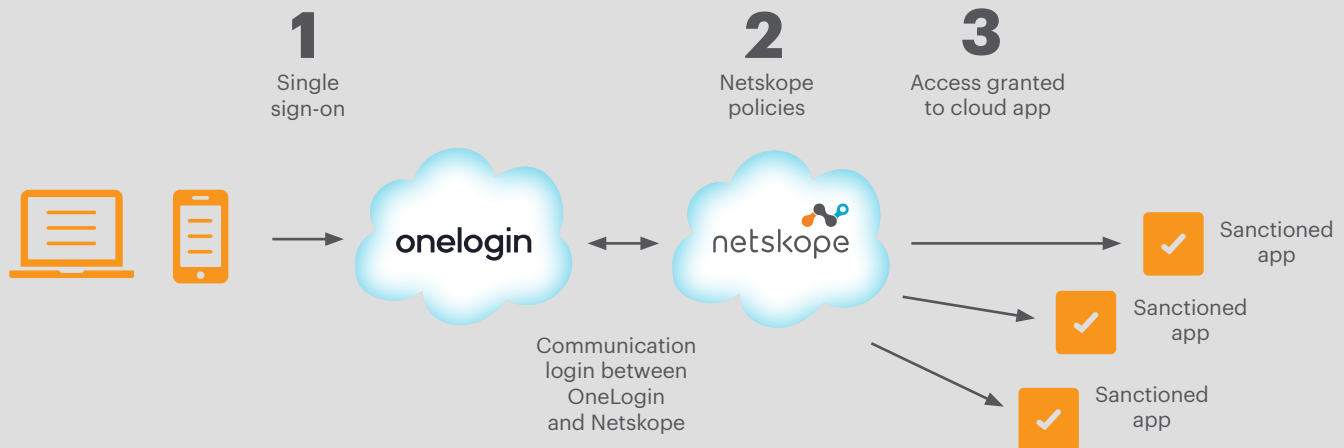 1
Single
sign-on
2
Netskope
policies
3
Access granted
to cloud app
onelogin
netskope
Communication
login between
OneLogin
and Netskope
Sanctioned
app
Sanctioned
app
Sanctioned
app